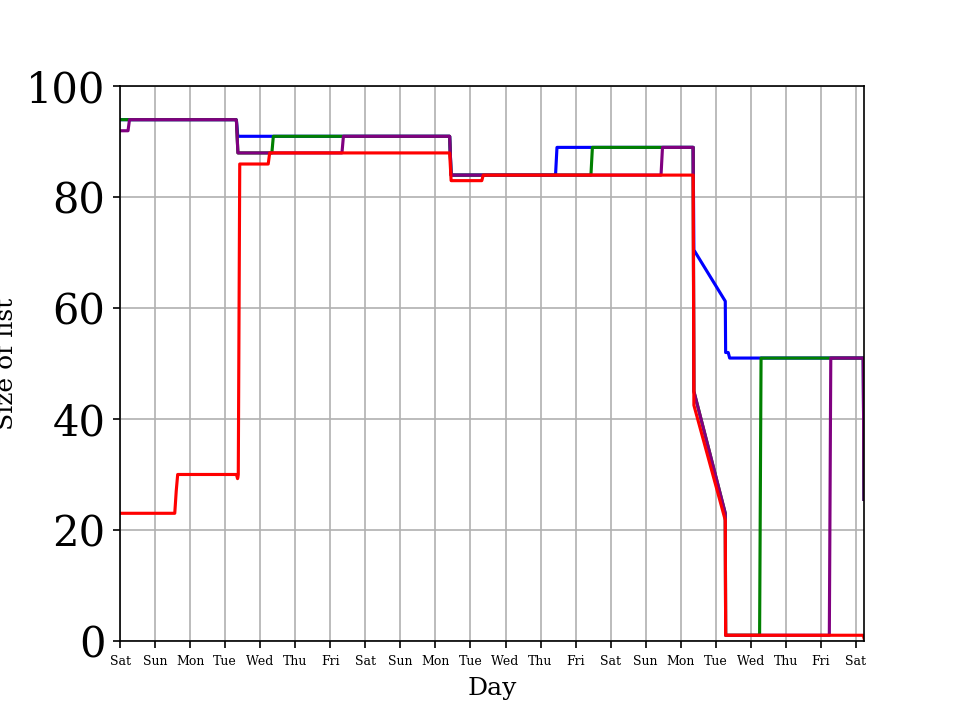 100
80
60
40
20
0
Size of list
Sat Sun Mon Tue Wed Thu Fri Sat Sun Mon Tue Wed Thu Fri Sat Sun Mon Tue Wed Thu Fri Sat
Day